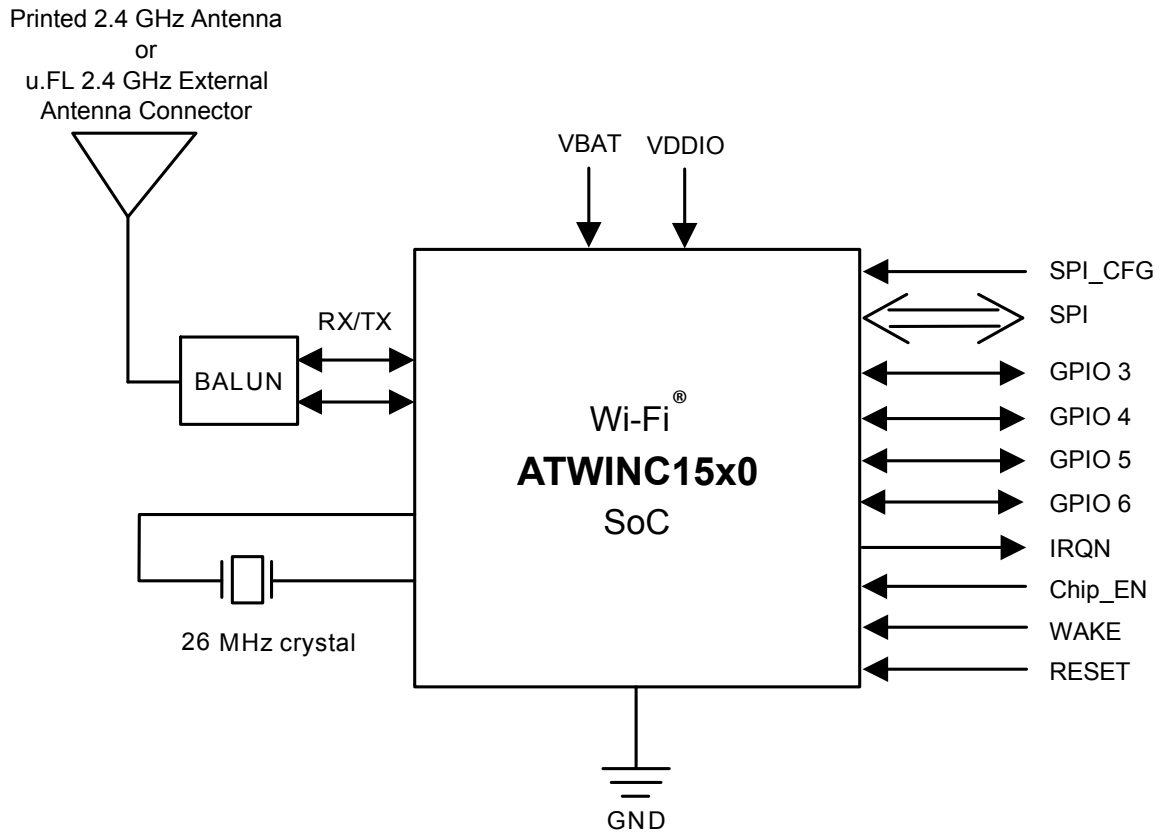 Printed 2.4 GHz Antenna
or
u.FL 2.4 GHz External
Antenna Connector
VBAT
VDDIO
RX/TX
BALUN
26 MHz crystal
Wi-Fi®
ATWINC15x0
SoC
SPI_CFG
SPI
GPIO 3
GPIO 4
GPIO 5
GPIO 6
IRQN
Chip_EN
WAKE
RESET
GND